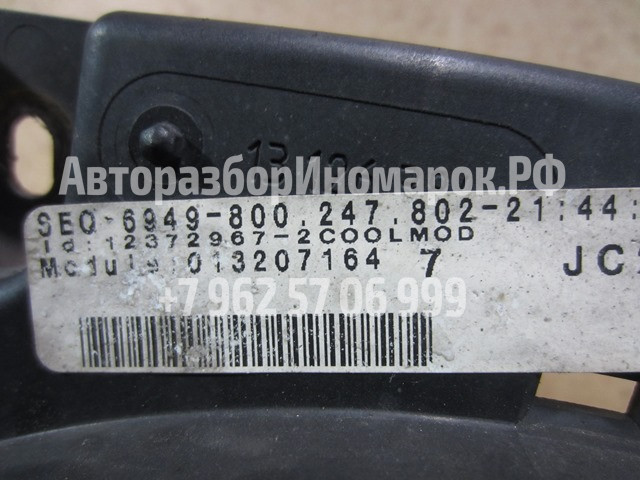 АвторазборИномарок.РФ
SEQ-6949-800.247.802-21:44:
Id:12372967-2COOLMOD
Module:013207164 7 JC
+7 962 57 06 999